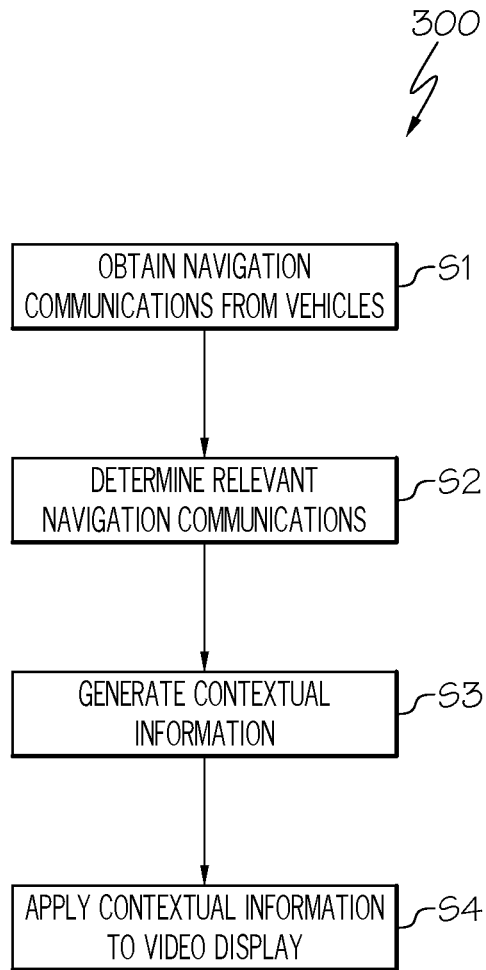 300
OBTAIN NAVIGATION
COMMUNICATIONS FROM VEHICLES
S1
DETERMINE RELEVANT
NAVIGATION COMMUNICATIONS
S2
GENERATE CONTEXTUAL
INFORMATION
S3
APPLY CONTEXTUAL INFORMATION
TO VIDEO DISPLAY
S4